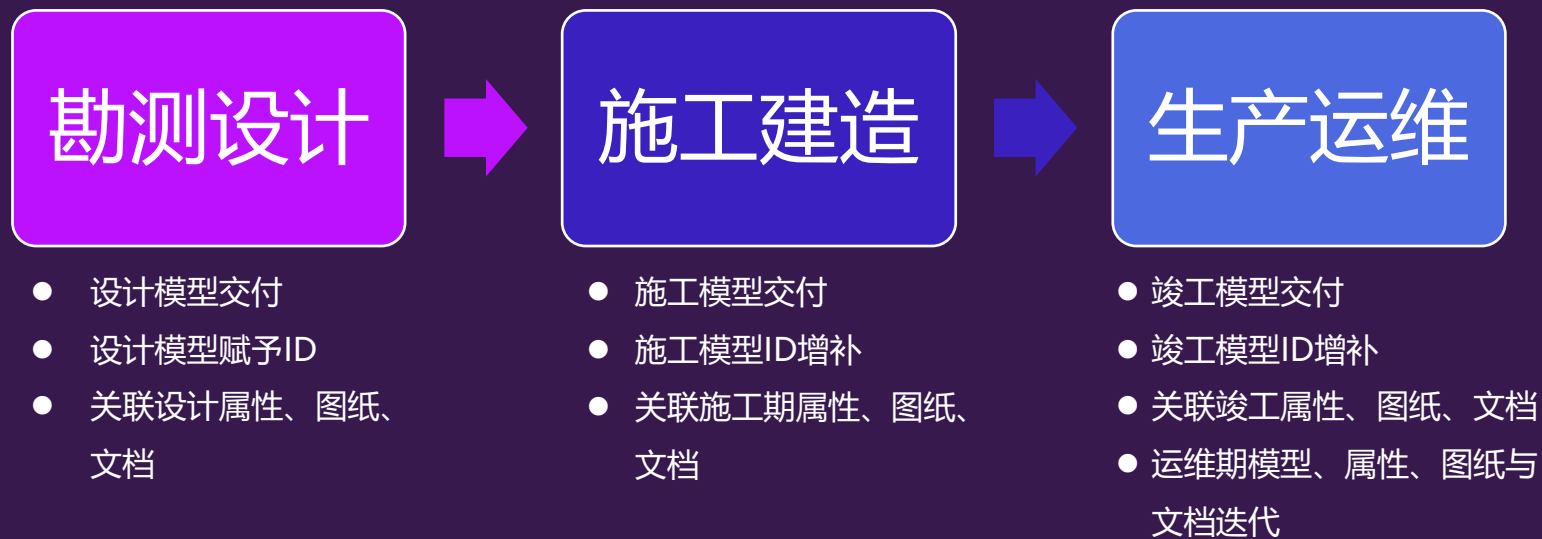 勘测设计
设计模型交付
设计模型赋予ID
关联设计属性、图纸、
文档
施工建造
施工模型交付
施工模型ID增补
关联施工期属性、图纸、
文档
生产运维
竣工模型交付
竣工模型ID增补
关联竣工属性、图纸、文档
运维期模型、属性、图纸与
文档迭代